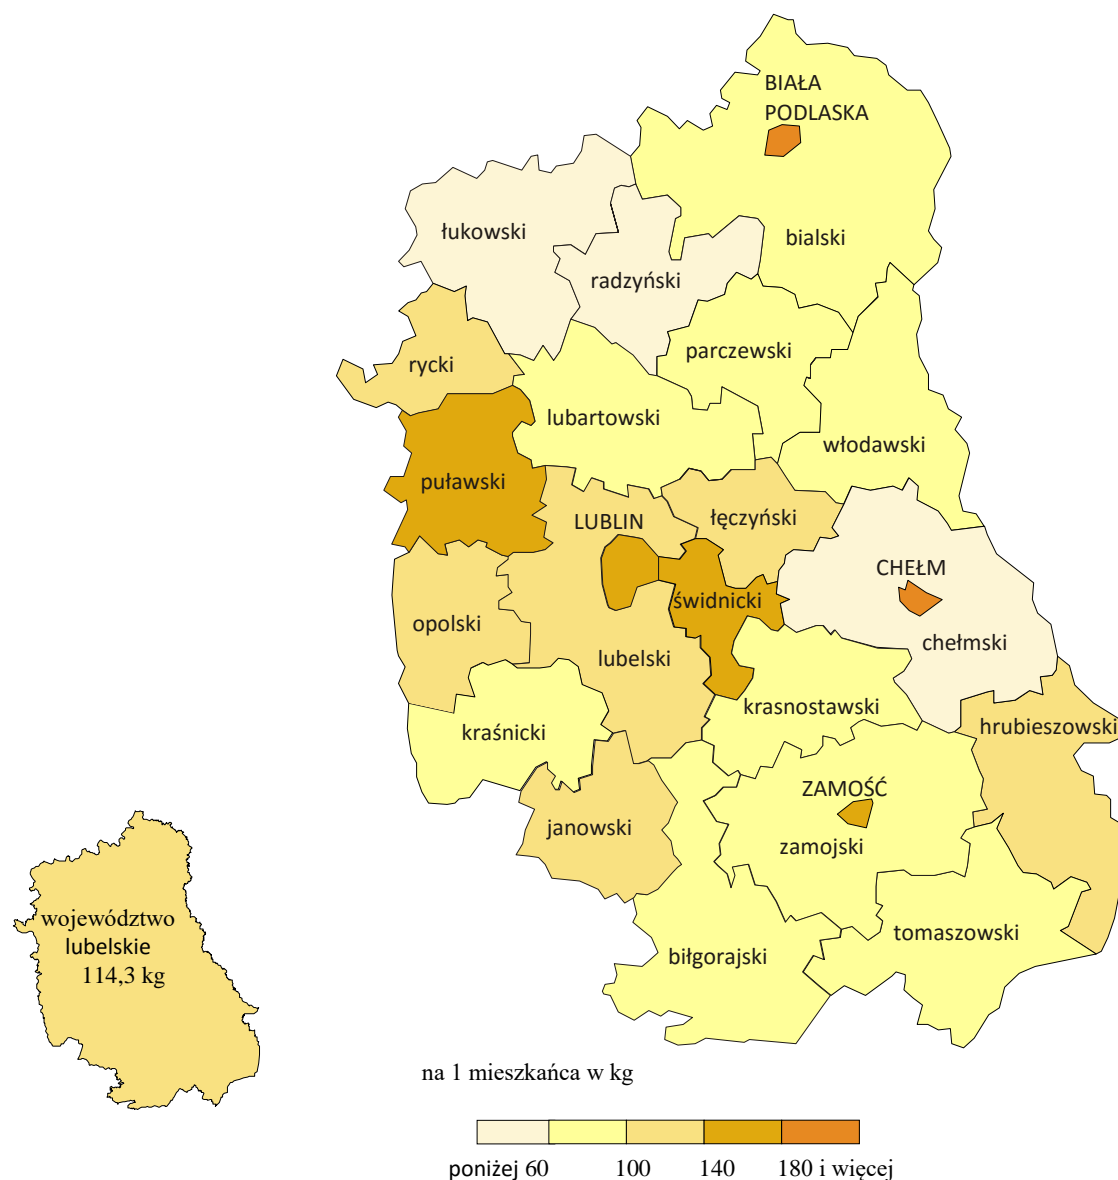 BIAŁA
PODLASKA
łukowski
bialski
radzyński
parczewski
rycki
lubartowski
włodawski
puławski
LUBLIN
łęczyński
CHEŁM
świdnicki
opolski
chełmski
lubelski
krasnostawski
hrubieszowski
kraśnicki
ZAMOŚĆ
janowski
zamojski
tomaszowski
biłgorajski
województwo
lubelskie
114,3 kg
na 1 mieszkańca w kg
poniżej 60 100 140 180 i więcej